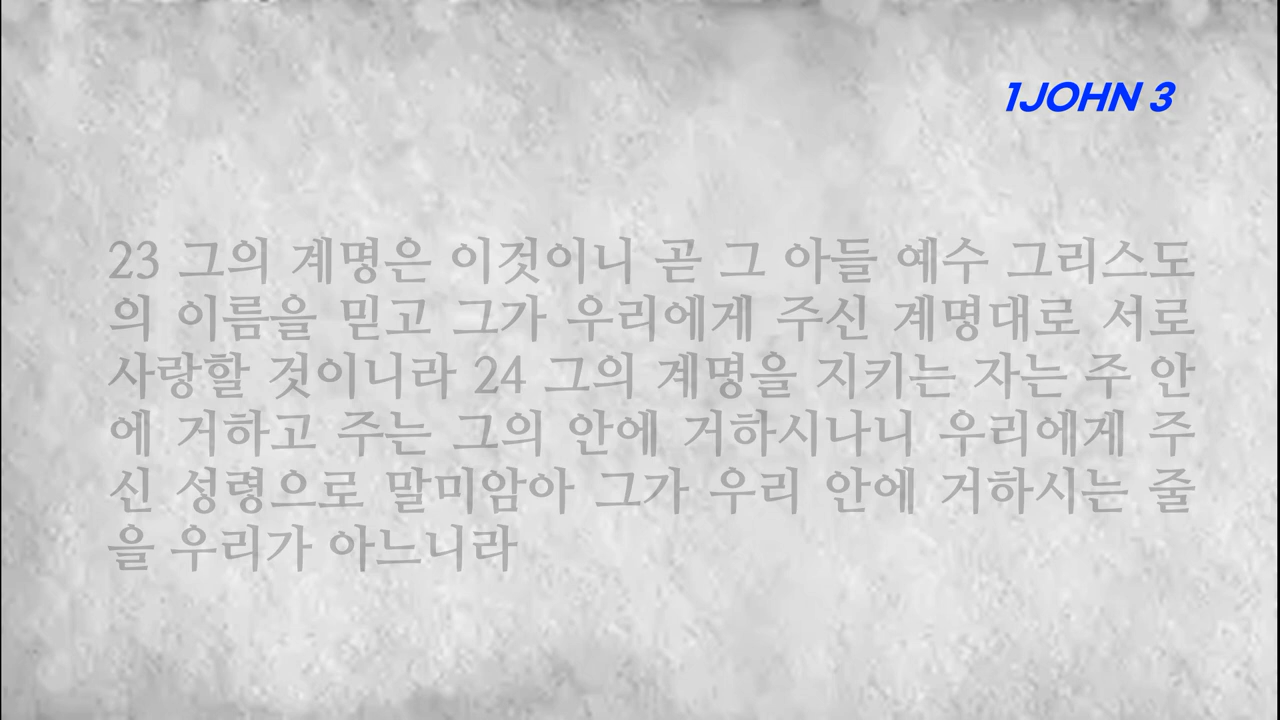 1JOHN 3
23 그의 계명은 이것이니 곧 그 아들 예수 그리스도
의 이름을 믿고 그가 우리에게 주신 계명대로 서로
사랑할 것이니라 24 그의 계명을 지키는 자는 주 안
에 거하고 주는 그의 안에 거하시나니 우리에게 주
신 성령으로 말미암아 그가 우리 안에 거하시는 줄
을 우리가 아느니라